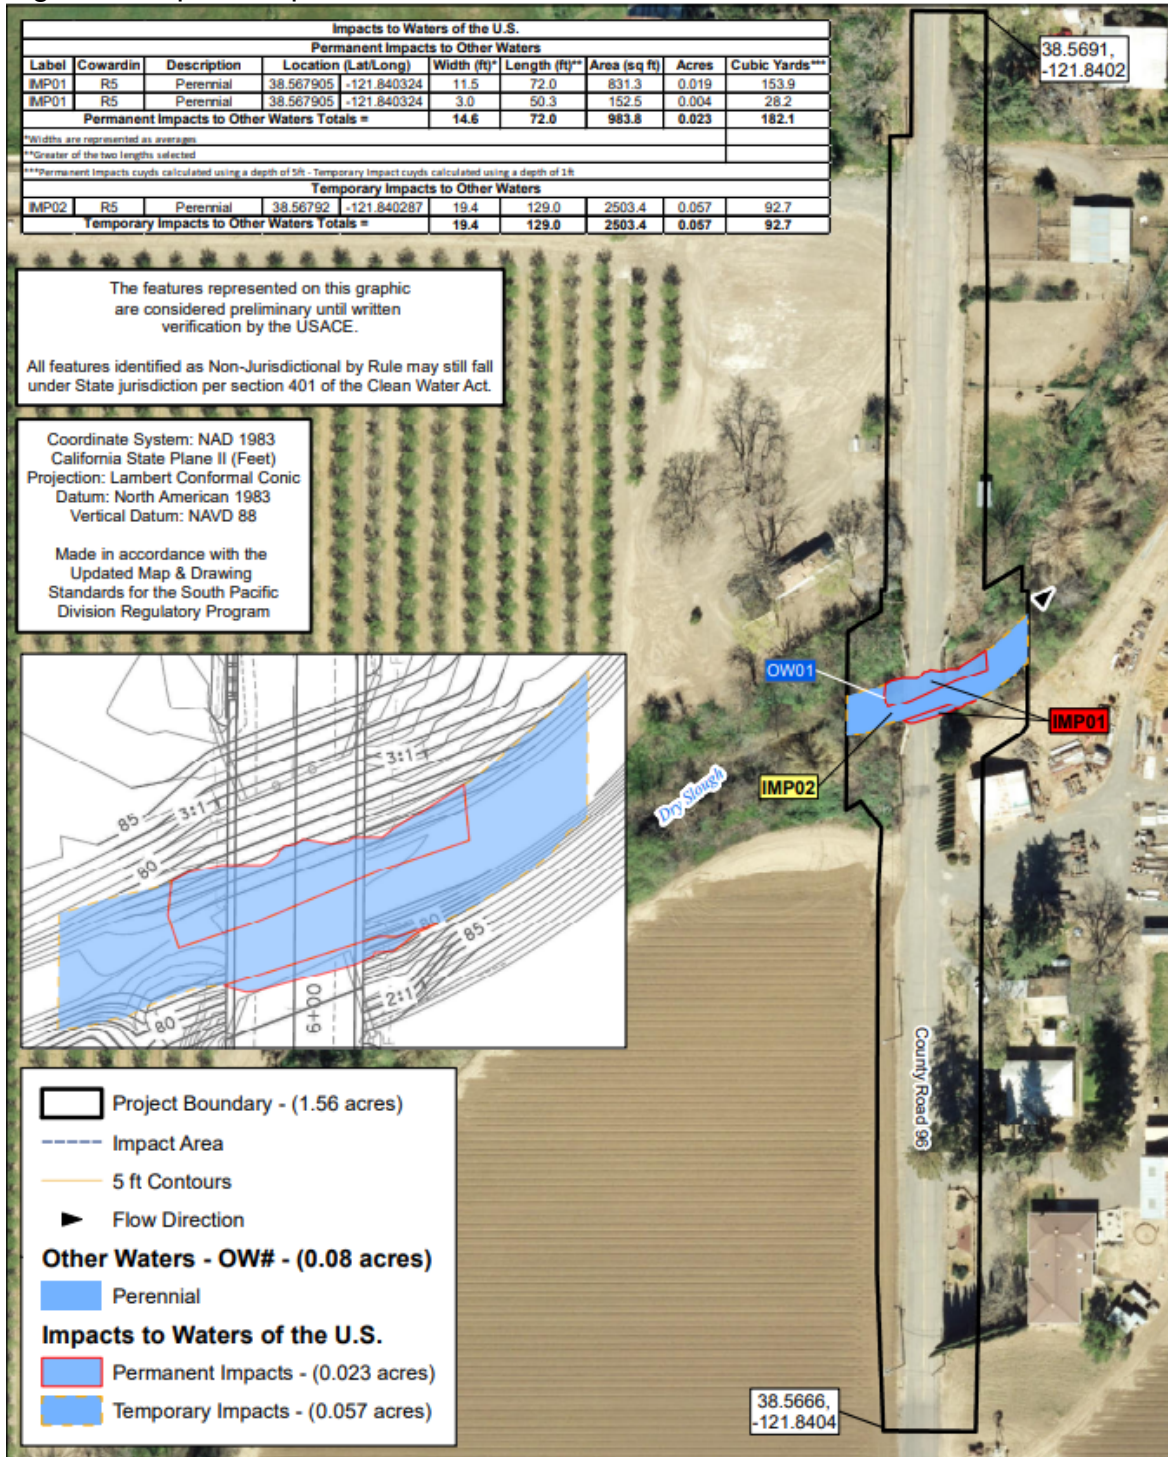 Impacts to Waters of the U.S.
Permanent Impacts to Other Waters
Label Cowardin Description Location (Lat/Long) Width (ft)* Length (ft)** Area (sq ft) Acres Cubic Yards***
IMP01 R5 Perennial 38.567905 -121.840324 11.5 72.0 831.3 0.019 153.9
IMP01 R5 Perennial 38.567905 -121.840324 3.0 50.3 152.5 0.004 28.2
Permanent Impacts to Other Waters Totals = 14.6 72.0 983.8 0.023 182.1
*Widths are represented as averages
**Greater of the two lengths selected
***Permanent Impacts cuyds calculated using a depth of 5ft - Temporary Impact cuyds calculated using a depth of 1ft
Temporary Impacts to Other Waters
IMP02 R5 Perennial 38.56792 -121.840287 19.4 129.0 2503.4 0.057 92.7
Temporary Impacts to Other Waters Totals = 19.4 129.0 2503.4 0.057 92.7
38.5691,
-121.8402
The features represented on this graphic
are considered preliminary until written
verification by the USACE.
All features identified as Non-Jurisdictional by Rule may still fall
under State jurisdiction per section 401 of the Clean Water Act.
Coordinate System: NAD 1983
California State Plane II (Feet)
Projection: Lambert Conformal Conic
Datum: North American 1983
Vertical Datum: NAVD 88
Made in accordance with the
Updated Map & Drawing
Standards for the South Pacific
Division Regulatory Program
OW01
IMP01
IMP02
Dry Slough
County Road 96
85
3:1
3:1
80
80
85
80
2:1
6+00
Project Boundary - (1.56 acres)
Impact Area
5 ft Contours
Flow Direction
Other Waters - OW# - (0.08 acres)
Perennial
Impacts to Waters of the U.S.
Permanent Impacts - (0.023 acres)
Temporary Impacts - (0.057 acres)
38.5666,
-121.8404